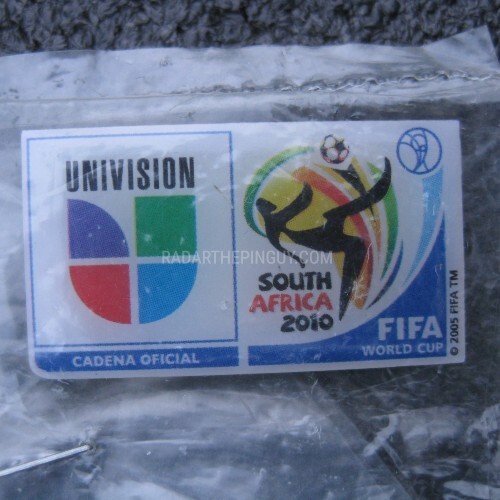 UNIVISION
CADENA OFICIAL
SOUTH
AFRICA
2010
FIFA
WORLD CUP
© 2005 FIFA TM
RADARTHEPINGUY.COM